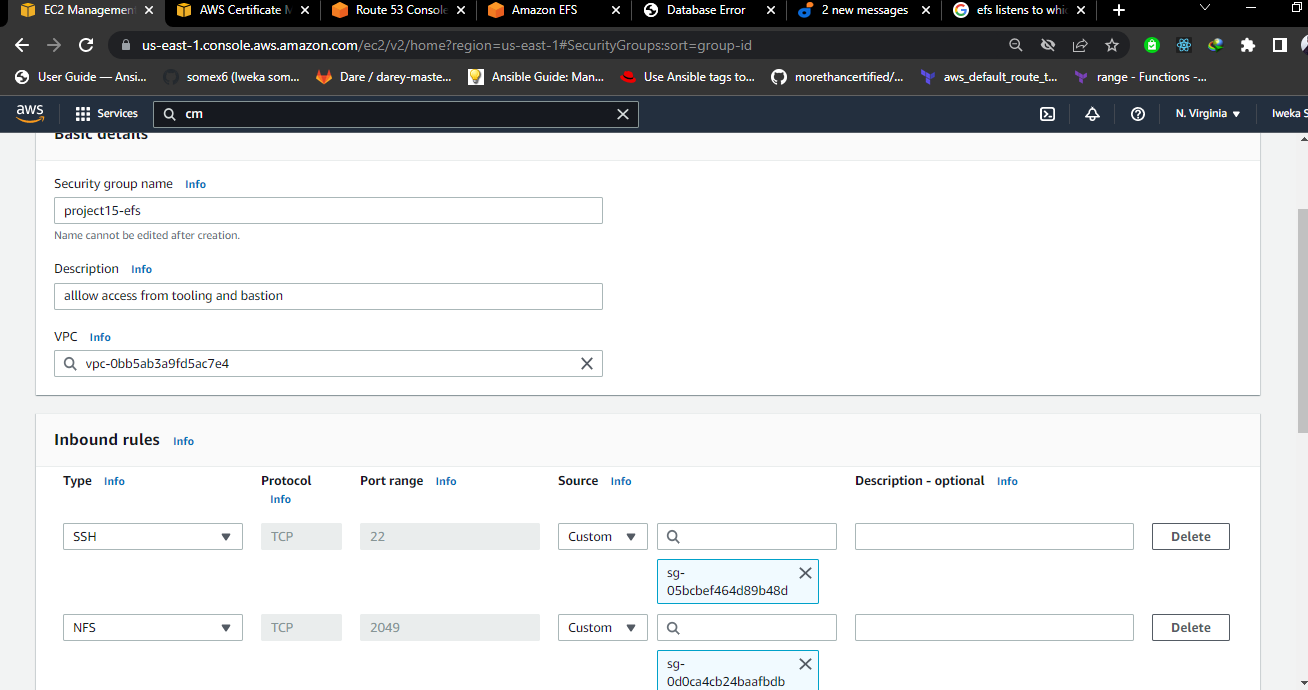 EC2 Managemen
AWS Certificate M
Route 53 Console
Amazon EFS
Database Error
2 new messages
efs listens to whi
us-east-1.console.aws.amazon.com/ec2/v2/home?region=us-east-1#SecurityGroups:sort=group-id
User Guide — Ansi...
somex6 (Iweka som...
Dare / darey-maste...
Ansible Guide: Man...
Use Ansible tags to...
morethancertified/...
aws_default_route_t...
range - Functions -...
aws
Services
cm
N. Virginia
Iweka S
Basic details
Security group name Info
project15-efs
Name cannot be edited after creation.
Description Info
alllow access from tooling and bastion
VPC Info
vpc-0bb5ab3a9fd5ac7e4
Inbound rules Info
Type Info
Protocol
Info
Port range Info
Source Info
Description - optional Info
SSH
TCP
22
Custom
Delete
sg-
05bcbef464d89b48d
NFS
TCP
2049
Custom
Delete
sg-
0d0ca4cb24baafbdb